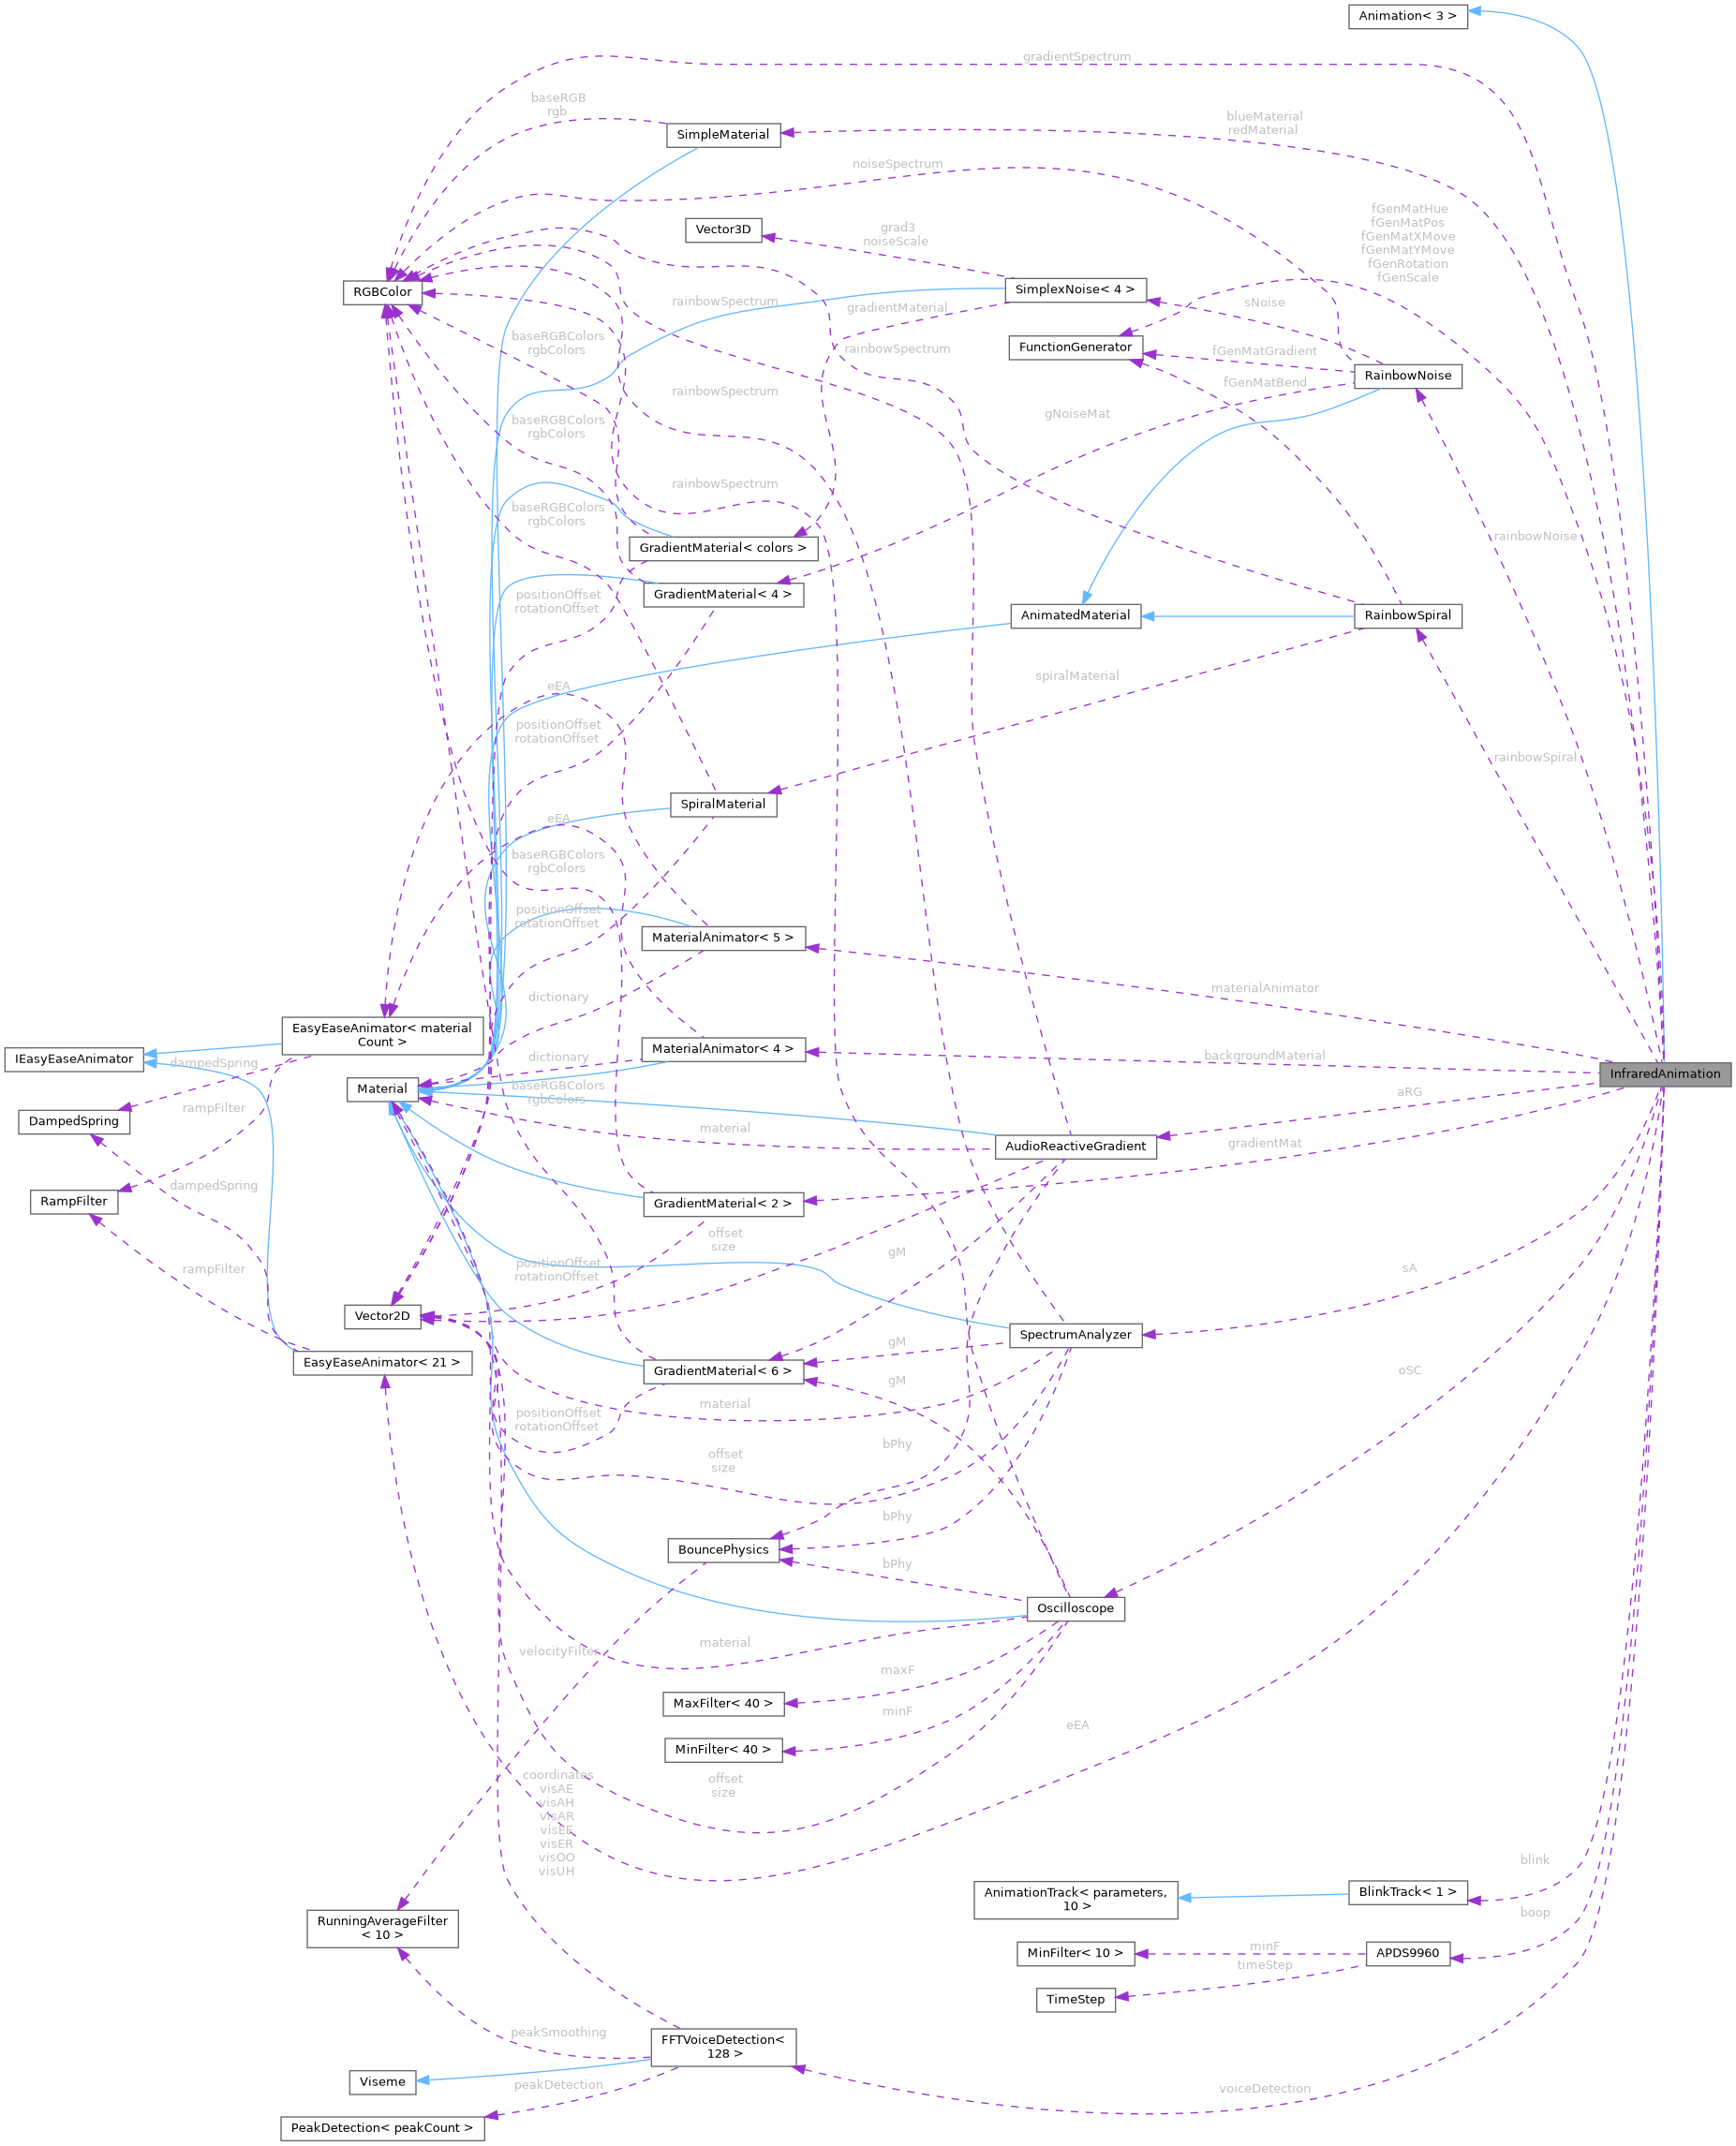 Animation< 3 >
gradientSpectrum
baseRGB
rgb
blueMaterial
redMaterial
SimpleMaterial
noiseSpectrum
fGenMatHue
fGenMatPos
fGenMatXMove
fGenMatYMove
fGenRotation
fGenScale
Vector3D
grad3
noiseScale
RGBColor
SimplexNoise< 4 >
rainbowSpectrum
gradientMaterial
sNoise
baseRGBColors
rgbColors
rainbowSpectrum
FunctionGenerator
fGenMatGradient
RainbowNoise
rainbowSpectrum
fGenMatBend
baseRGBColors
rgbColors
gNoiseMat
rainbowSpectrum
baseRGBColors
rgbColors
rainbowNoise
GradientMaterial< colors >
GradientMaterial< 4 >
positionOffset
rotationOffset
AnimatedMaterial
RainbowSpiral
eEA
spiralMaterial
positionOffset
rotationOffset
rainbowSpiral
SpiralMaterial
eEA
baseRGBColors
rgbColors
positionOffset
rotationOffset
MaterialAnimator< 5 >
dictionary
materialAnimator
EasyEaseAnimator< material
Count >
IEasyEaseAnimator
dampedSpring
dictionary
MaterialAnimator< 4 >
backgroundMaterial
InfraredAnimation
Material
baseRGBColors
rgbColors
aRG
rampFilter
DampedSpring
material
AudioReactiveGradient
gradientMat
dampedSpring
RampFilter
GradientMaterial< 2 >
offset
size
gM
rampFilter
positionOffset
rotationOffset
sA
Vector2D
SpectrumAnalyzer
gM
EasyEaseAnimator< 21 >
GradientMaterial< 6 >
gM
oSC
material
positionOffset
rotationOffset
bPhy
offset
size
bPhy
BouncePhysics
bPhy
Oscilloscope
velocityFilter
material
maxF
MaxFilter< 40 >
minF
eEA
MinFilter< 40 >
coordinates
visAE
visAH
visAR
visEE
visER
visOO
visUH
offset
size
blink
AnimationTrack< parameters,
10 >
BlinkTrack< 1 >
boop
RunningAverageFilter
< 10 >
MinFilter< 10 >
minF
APDS9960
timeStep
TimeStep
peakSmoothing
FFTVoiceDetection<
128 >
Viseme
peakDetection
voiceDetection
PeakDetection< peakCount >